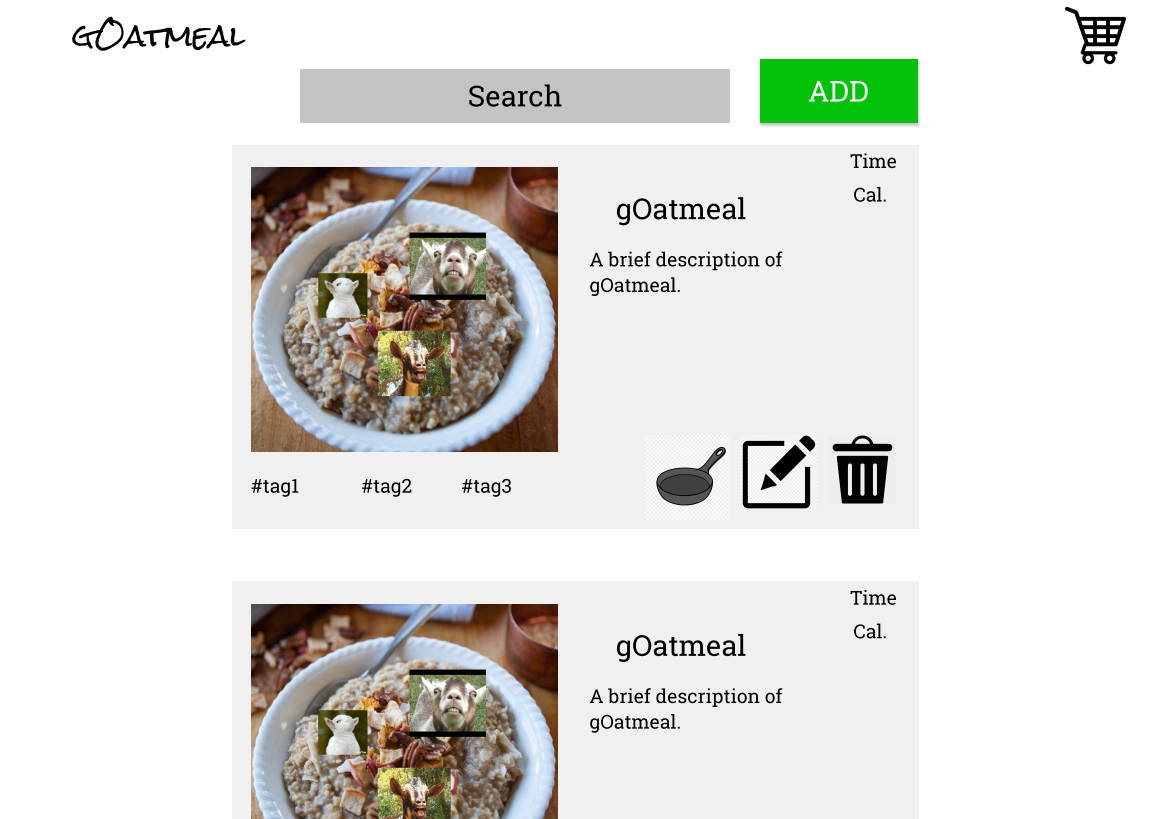 gOatmeal
Search
ADD
Time
Cal.
gOatmeal
A brief description of
gOatmeal.
#tag1 #tag2 #tag3
Time
Cal.
gOatmeal
A brief description of
gOatmeal.